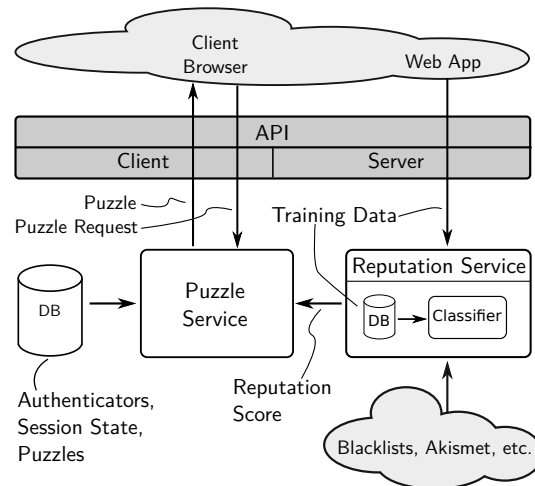 Client
Browser
Web App
API
Client
Server
Puzzle
Puzzle Request
Training Data
DB
Puzzle
Service
Reputation Service
DB
Classifier
Authenticators,
Session State,
Puzzles
Reputation
Score
Blacklists, Akismet, etc.